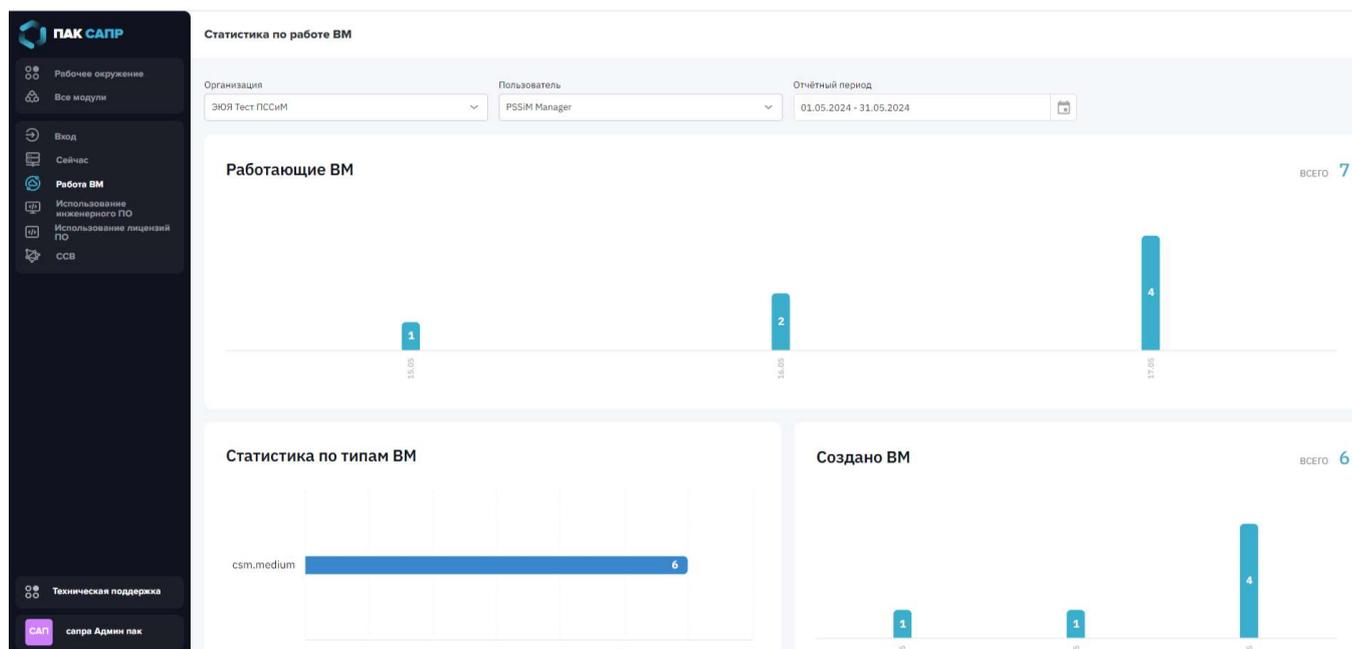 ПАК САПР
Рабочее окружение
Все модули
Вход
Сейчас
Работа ВМ
Использование
инженерного ПО
Использование лицензий
ПО
ССВ
Техническая поддержка
САП
сапра Админ пак
Статистика по работе ВМ
Организация
ЭЮЯ Тест ПССиМ
Пользователь
PSSiM Manager
Отчётный период
01.05.2024 - 31.05.2024
Работающие ВМ
ВСЕГО 7
1
2
4
15.05
16.05
17.05
Статистика по типам ВМ
csm.medium
6
Создано ВМ
ВСЕГО 6
1
1
4